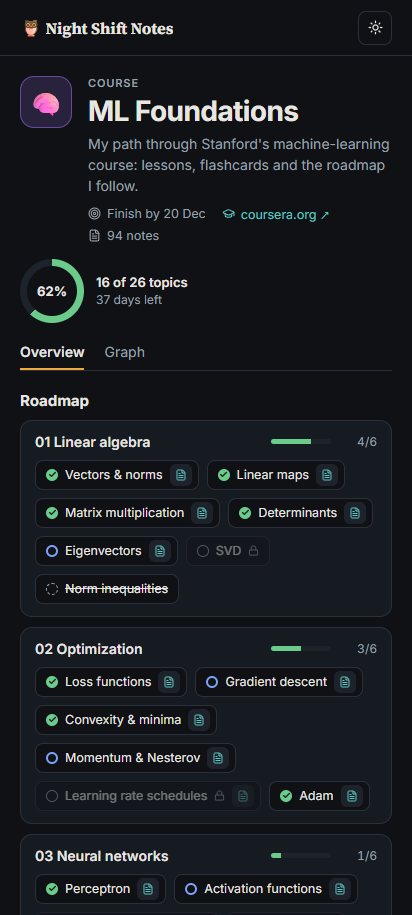 Night Shift Notes
COURSE
ML Foundations
My path through Stanford's machine-learning
course: lessons, flashcards and the roadmap
I follow.
Finish by 20 Dec coursera.org ↗
94 notes
62%
16 of 26 topics
37 days left
Overview Graph
Roadmap
01 Linear algebra 4/6
Vectors & norms Linear maps
Matrix multiplication Determinants
Eigenvectors SVD
Norm inequalities
02 Optimization 3/6
Loss functions Gradient descent
Convexity & minima
Momentum & Nesterov
Learning rate schedules Adam
03 Neural networks 1/6
Perceptron Activation functions